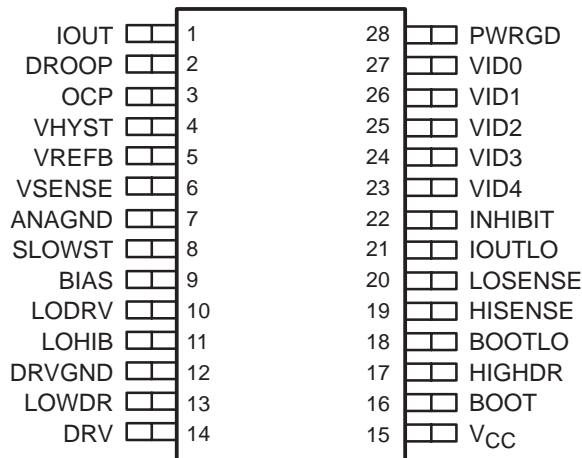 IOUT 1 28 PWRGD
DROOP 2 27 VID0
OCP 3 26 VID1
VHYST 4 25 VID2
VREFB 5 24 VID3
VSENSE 6 23 VID4
ANAGND 7 22 INHIBIT
SLOWST 8 21 IOUTLO
BIAS 9 20 LOSENSE
LODRV 10 19 HISENSE
LOHIB 11 18 BOOTLO
DRVGND 12 17 HIGHDR
LOWDR 13 16 BOOT
DRV 14 15 VCC